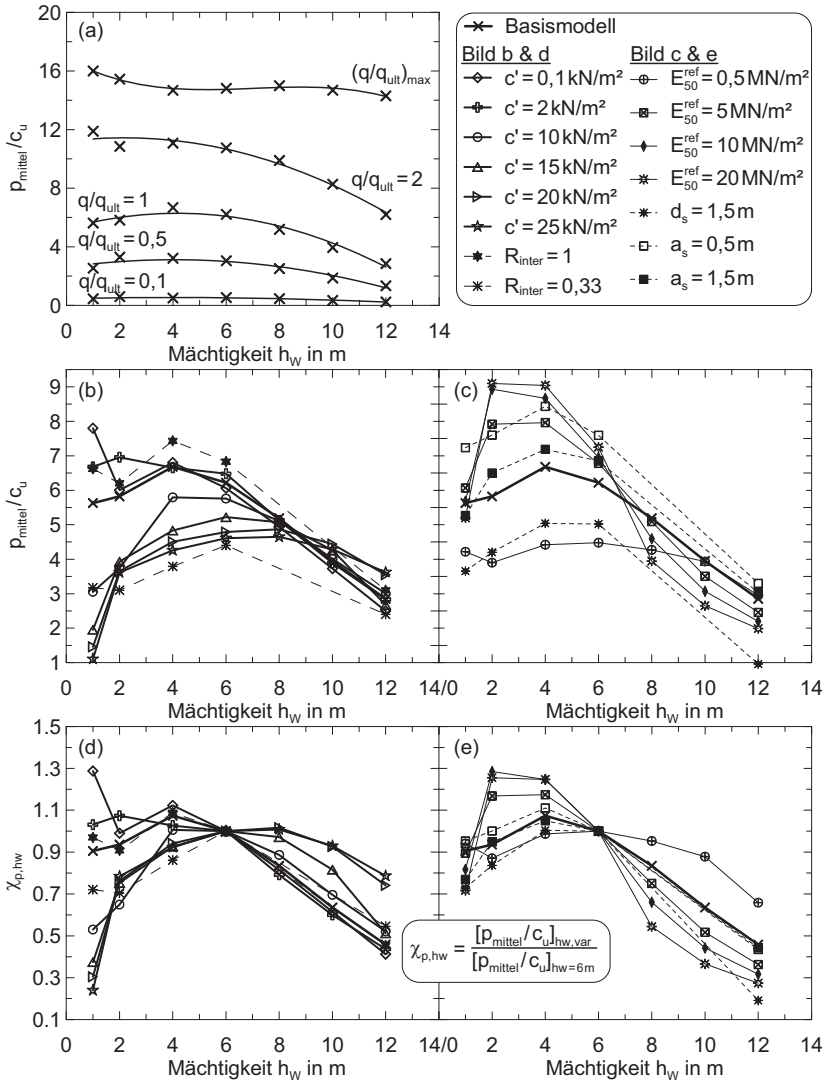 (a)
20
16
12
8
4
0
p_mittel/c_u
(q/q_ult)_max
q/q_ult = 2
q/q_ult = 1
q/q_ult = 0,5
q/q_ult = 0,1
0 2 4 6 8 10 12 14
Mächtigkeit h_W in m
Basismodell
Bild b & d
c' = 0,1 kN/m²
c' = 2 kN/m²
c' = 10 kN/m²
c' = 15 kN/m²
c' = 20 kN/m²
c' = 25 kN/m²
R_inter = 1
R_inter = 0,33
Bild c & e
E_50^ref = 0,5 MN/m²
E_50^ref = 5 MN/m²
E_50^ref = 10 MN/m²
E_50^ref = 20 MN/m²
d_s = 1,5 m
a_s = 0,5 m
a_s = 1,5 m
(b)
9
8
7
6
5
4
3
2
1
p_mittel/c_u
0 2 4 6 8 10 12 14/0
Mächtigkeit h_W in m
(c)
2 4 6 8 10 12 14
Mächtigkeit h_W in m
(d)
1.5
1.3
1.1
0.9
0.7
0.5
0.3
0.1
χ_p,hw
0 2 4 6 8 10 12 14/0
Mächtigkeit h_W in m
(e)
χ_p,hw = [p_mittel/c_u]_hw,var / [p_mittel/c_u]_hw=6m
2 4 6 8 10 12 14
Mächtigkeit h_W in m